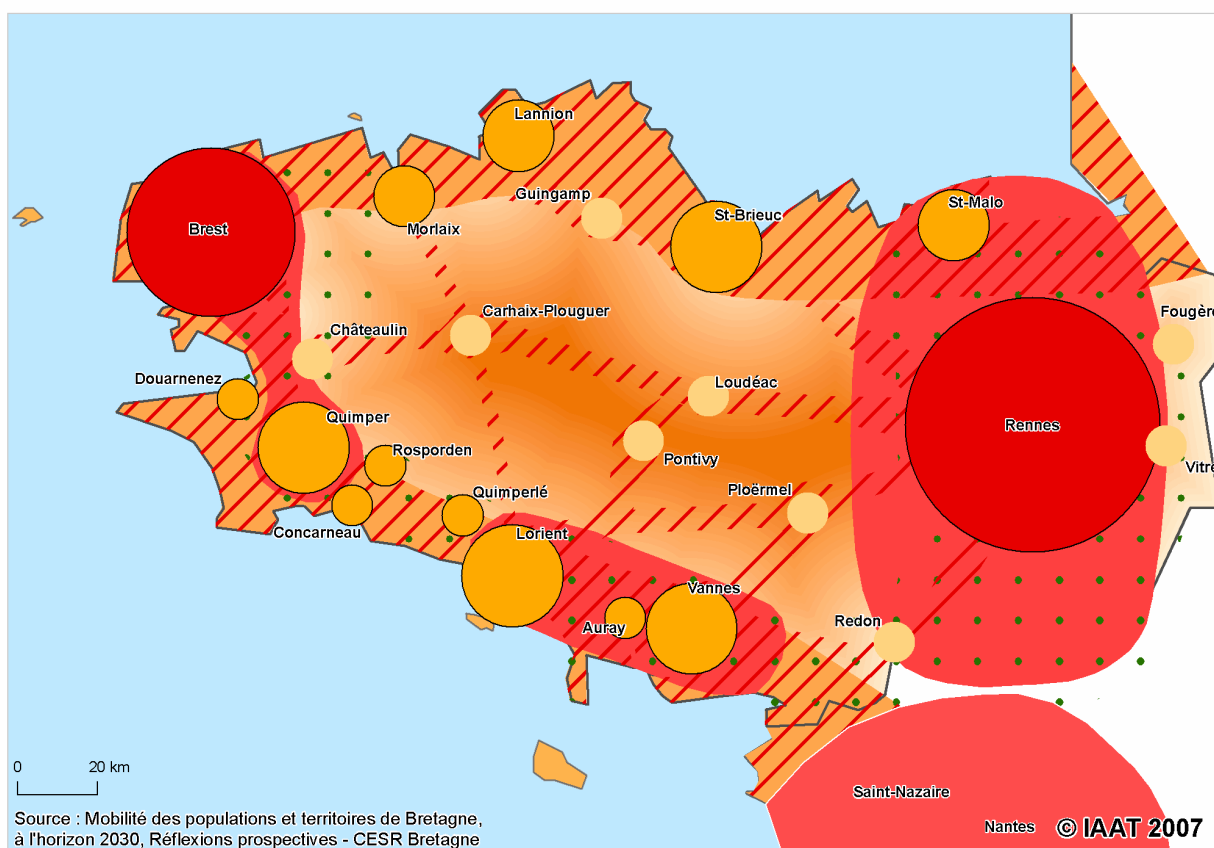 Lannion
Guingamp
St-Malo
St-Brieuc
Brest
Morlaix
Carhaix-Plouguer
Fougère
Châteaulin
Douarnenez
Loudéac
Quimper
Rennes
Rosporden
Pontivy
Vitré
Quimperlé
Ploërmel
Concarneau
Lorient
Vannes
Auray
Redon
0 20 km
Saint-Nazaire
Source : Mobilité des populations et territoires de Bretagne,
à l'horizon 2030, Réflexions prospectives - CESR Bretagne
Nantes
© IAAT 2007